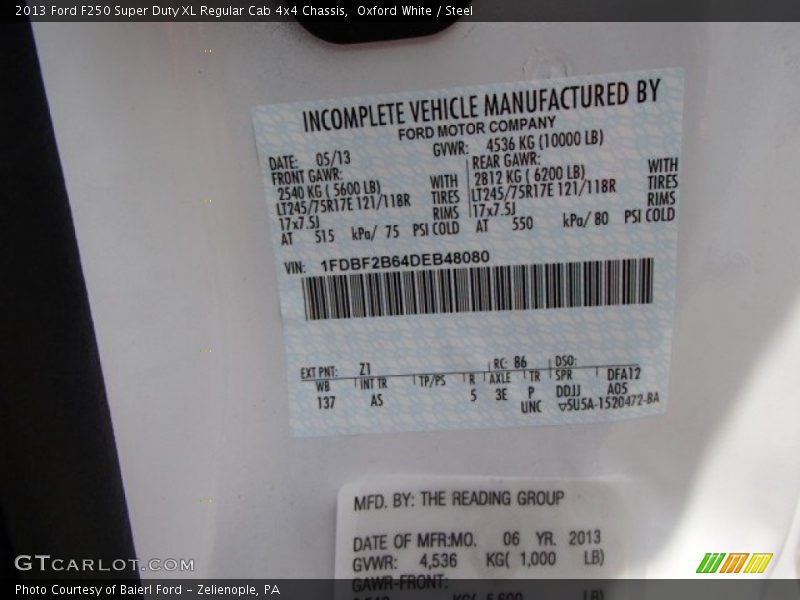 2013 Ford F250 Super Duty XL Regular Cab 4x4 Chassis, Oxford White / Steel
INCOMPLETE VEHICLE MANUFACTURED BY
FORD MOTOR COMPANY
DATE: 05/13 GVWR: 4536 KG (10000 LB)
FRONT GAWR: REAR GAWR:
2540 KG ( 5600 LB) WITH 2812 KG ( 6200 LB) WITH
LT245/75R17E 121/118R TIRES LT245/75R17E 121/118R TIRES
17x7.5J RIMS 17x7.5J RIMS
AT 515 kPa/ 75 PSI COLD AT 550 kPa/ 80 PSI COLD
VIN: 1FDBF2B64DEB48080
EXT PNT: Z1 RC: 86 DSO:
WB INT TR TP/PS R AXLE TR SPR DFA12
137 AS 5 3E P DDJJ A05
UNC ▽5U5A-1520472-BA
MFD. BY: THE READING GROUP
DATE OF MFR:MO. 06 YR. 2013
GVWR: 4,536 KG( 1,000 LB)
GAWR-FRONT:
KG( 5,600 LB)
GTCARLOT.COM
Photo Courtesy of Baierl Ford - Zelienople, PA